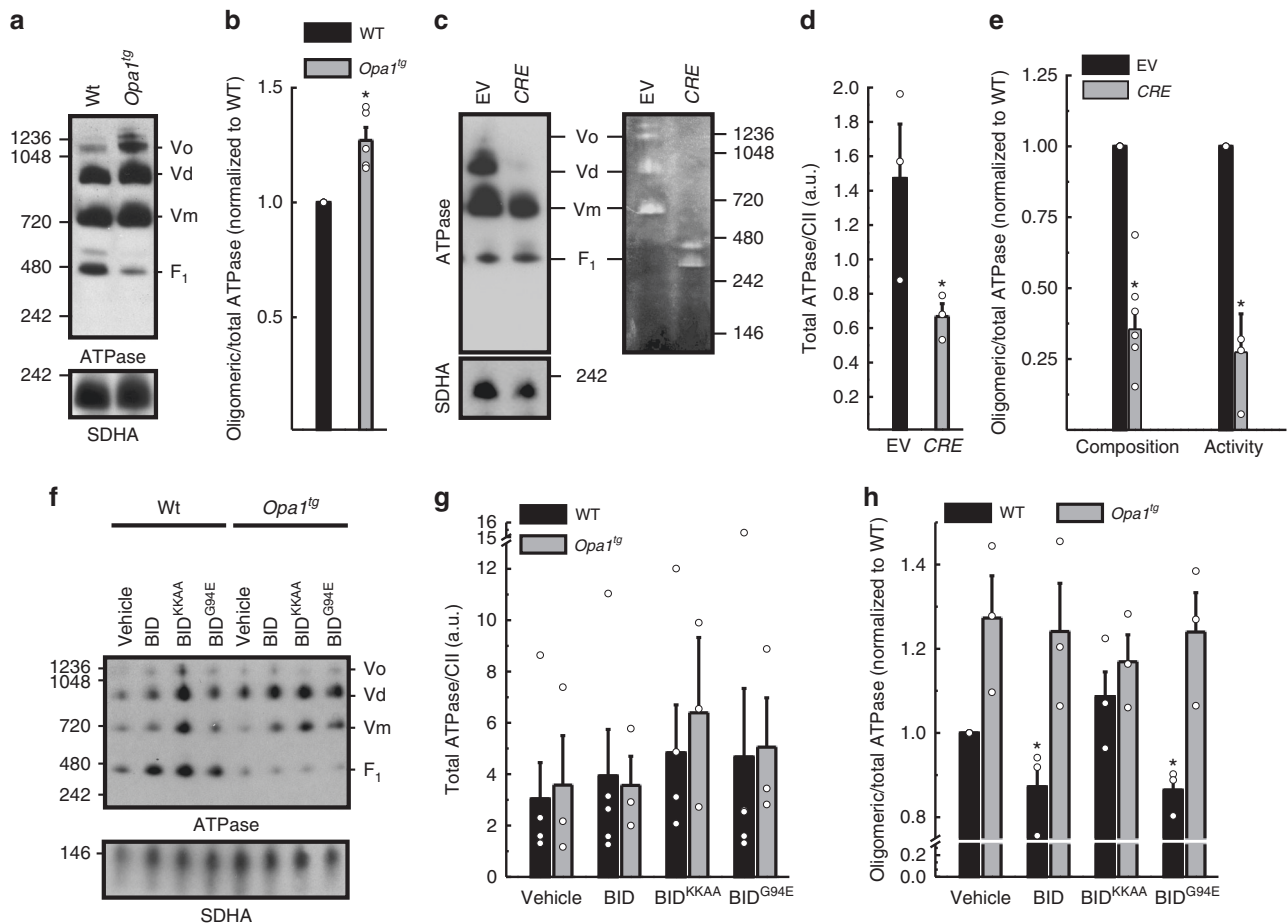 a
Wt
Opa1tg
1236
1048
720
480
242
Vo
Vd
Vm
F1
ATPase
242
SDHA
b
WT
Opa1tg
Oligomeric/total ATPase (normalized to WT)
1.5
1.0
0.5
*
c
EV
CRE
EV
CRE
ATPase
Vo
Vd
Vm
F1
1236
1048
720
480
242
146
SDHA
242
d
Total ATPase/CII (a.u.)
2.0
1.8
1.6
1.4
1.2
1.0
0.8
0.6
0.4
0.2
*
EV
CRE
e
EV
CRE
Oligomeric/total ATPase (normalized to WT)
1.25
1.00
0.75
0.50
0.25
*
*
Composition
Activity
f
Wt
Opa1tg
Vehicle
BID
BIDKKAA
BIDG94E
Vehicle
BID
BIDKKAA
BIDG94E
1236
1048
720
480
242
Vo
Vd
Vm
F1
ATPase
146
SDHA
g
WT
Opa1tg
Total ATPase/CII (a.u.)
16
15
12
10
8
6
4
2
0
Vehicle
BID
BIDKKAA
BIDG94E
h
WT
Opa1tg
Oligomeric/total ATPase (normalized to WT)
1.4
1.2
1.0
0.8
0.2
0.0
*
*
Vehicle
BID
BIDKKAA
BIDG94E